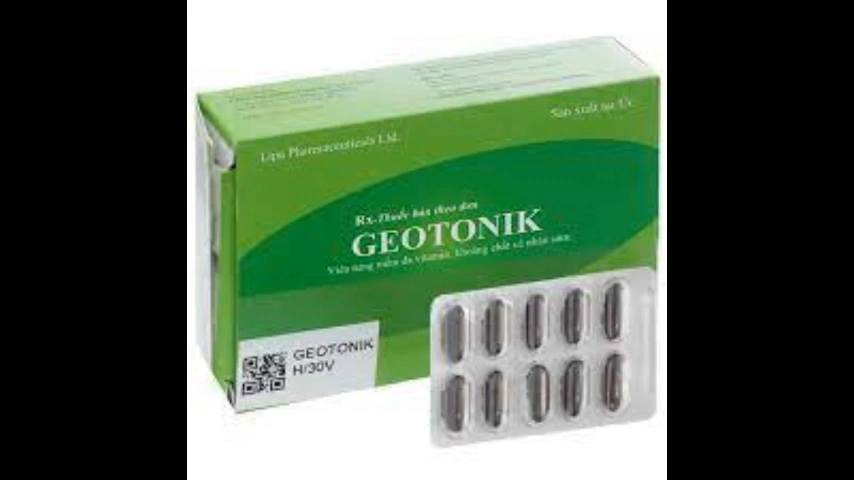 Lipa Pharmaceuticals Ltd.
Sản xuất tại Úc
Rx-Thuốc bán theo đơn
GEOTONIK
Viên nang mềm đa vitamin, khoáng chất và nhân sâm
GEOTONIK
H/30V